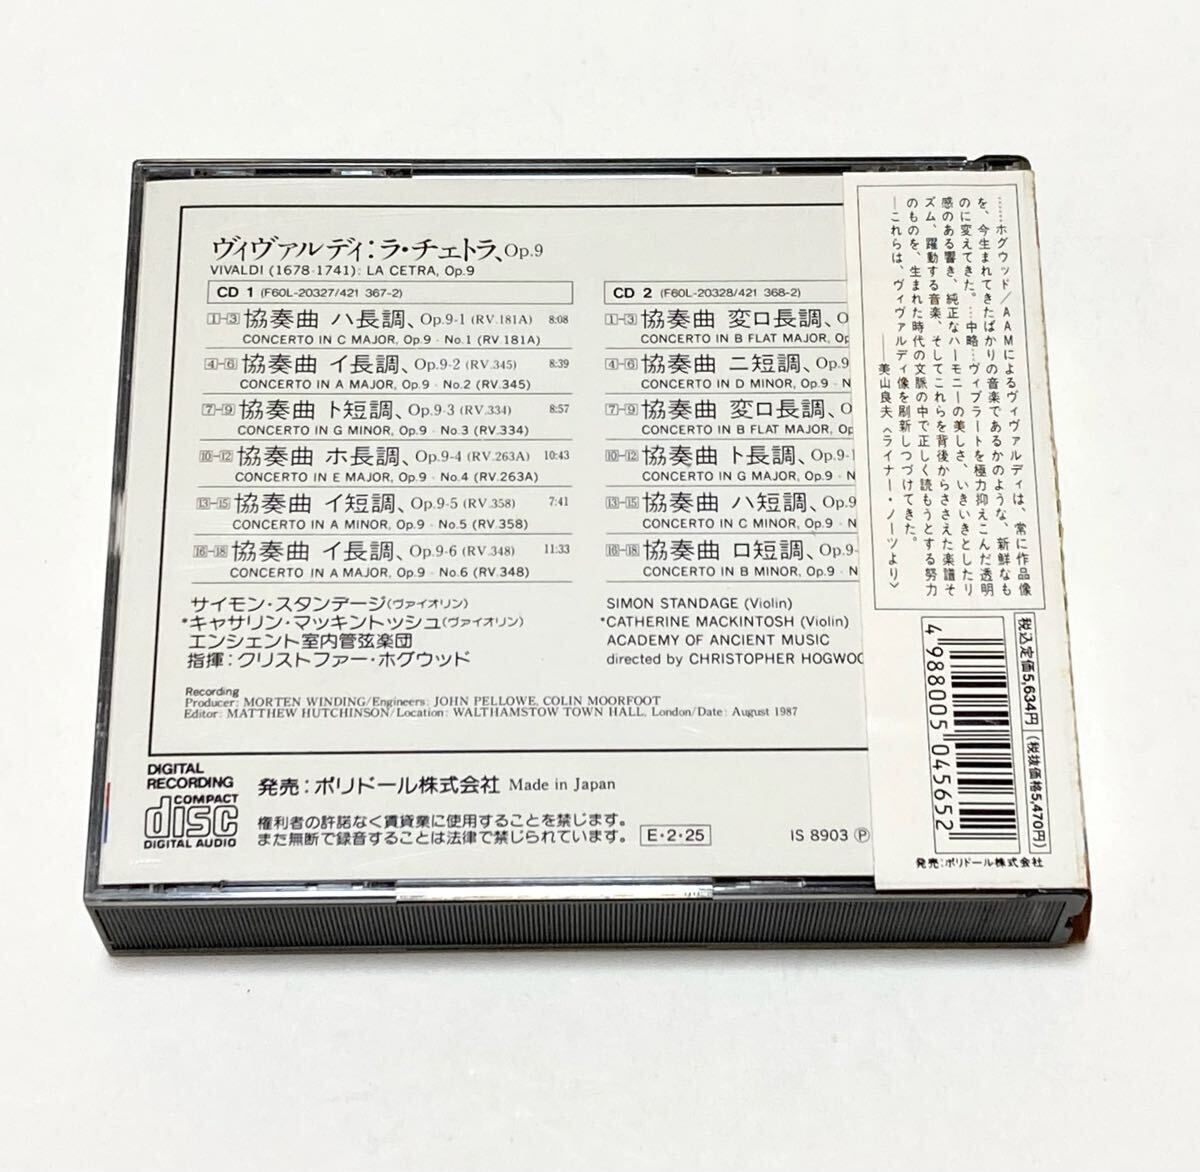 ヴィヴァルディ：ラ・チェトラ、Op.9
VIVALDI (1678-1741): LA CETRA, Op.9
CD 1 (F60L-20327/421 367-2)
1-3 協奏曲 ハ長調、Op.9-1 (RV.181A) 8:08
CONCERTO IN C MAJOR, Op.9 - No.1 (RV.181A)
4-6 協奏曲 イ長調、Op.9-2 (RV.345) 8:39
CONCERTO IN A MAJOR, Op.9 - No.2 (RV.345)
7-9 協奏曲 ト短調、Op.9-3 (RV.334) 8:57
CONCERTO IN G MINOR, Op.9 - No.3 (RV.334)
10-12 協奏曲 ホ長調、Op.9-4 (RV.263A) 10:43
CONCERTO IN E MAJOR, Op.9 - No.4 (RV.263A)
13-15 協奏曲 イ短調、Op.9-5 (RV.358) 7:41
CONCERTO IN A MINOR, Op.9 - No.5 (RV.358)
16-18 協奏曲 イ長調、Op.9-6 (RV.348) 11:33
CONCERTO IN A MAJOR, Op.9 - No.6 (RV.348)
CD 2 (F60L-20328/421 368-2)
1-3 協奏曲 変ロ長調、
CONCERTO IN B FLAT MAJOR,
4-6 協奏曲 ニ短調、Op.9
CONCERTO IN D MINOR, Op.9 -
7-9 協奏曲 変ロ長調、
CONCERTO IN B FLAT MAJOR,
10-12 協奏曲 ト長調、Op.9-1
CONCERTO IN G MAJOR, Op.9 -
13-15 協奏曲 ハ短調、Op.9
CONCERTO IN C MINOR, Op.9 -
16-18 協奏曲 ロ短調、Op.9-
CONCERTO IN B MINOR, Op.9 -
サイモン・スタンデージ(ヴァイオリン)
*キャサリン・マッキントッシュ(ヴァイオリン)
エンシェント室内管弦楽団
指揮：クリストファー・ホグウッド
SIMON STANDAGE (Violin)
*CATHERINE MACKINTOSH (Violin)
ACADEMY OF ANCIENT MUSIC
directed by CHRISTOPHER HOGWOO
Recording
Producer: MORTEN WINDING/Engineers: JOHN PELLOWE, COLIN MOORFOOT
Editor: MATTHEW HUTCHINSON/Location: WALTHAMSTOW TOWN HALL, London/Date: August 1987
DIGITAL
RECORDING
COMPACT
disc
DIGITAL AUDIO
発売：ポリドール株式会社 Made in Japan
権利者の許諾なく賃貸業に使用することを禁じます。
また無断で録音することは法律で禁じられています。
E・2・25
IS 8903 Ⓟ
……ホグウッド／AAMによるヴィヴァルディは、常に作品像
を、今生まれてきたばかりの音楽であるかのような、新鮮なも
のに変えてきた。…中略…ヴィブラートを極力抑えこんだ透明
感のある響き、純正なハーモニーの美しさ、いきいきとしたリ
ズム、躍動する音楽、そしてこれらを背後からささえた楽譜そ
のものを、生まれた時代の文脈の中で正しく読もうとする努力
―これらは、ヴィヴァルディ像を刷新しつづけてきた。
――美山良夫〈ライナー・ノーツより〉
税込定価5,634円（税抜価格5,470円）
4 988005 045652
発売：ポリドール株式会社